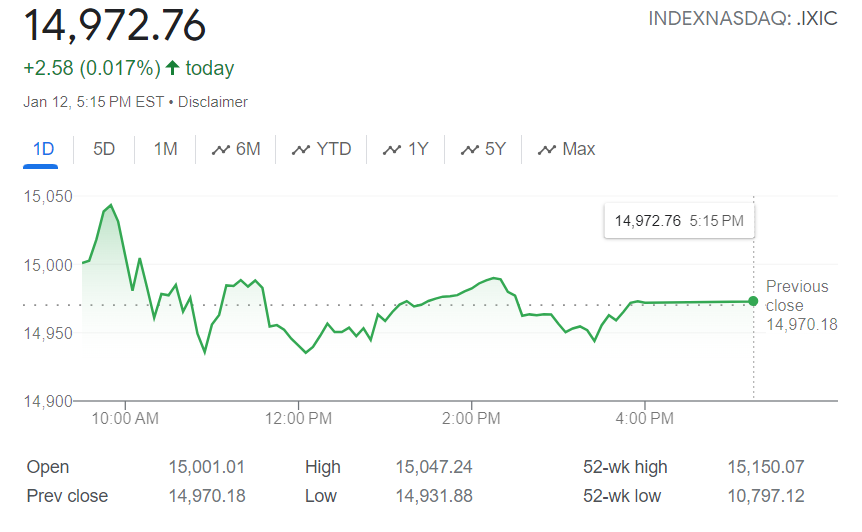 14,972.76
INDEXNASDAQ: .IXIC
+2.58 (0.017%) ↑ today
Jan 12, 5:15 PM EST • Disclaimer
1D 5D 1M 6M YTD 1Y 5Y Max
15,050
14,972.76 5:15 PM
15,000
Previous
close
14,970.18
14,950
14,900
10:00 AM 12:00 PM 2:00 PM 4:00 PM
Open 15,001.01 High 15,047.24 52-wk high 15,150.07
Prev close 14,970.18 Low 14,931.88 52-wk low 10,797.12